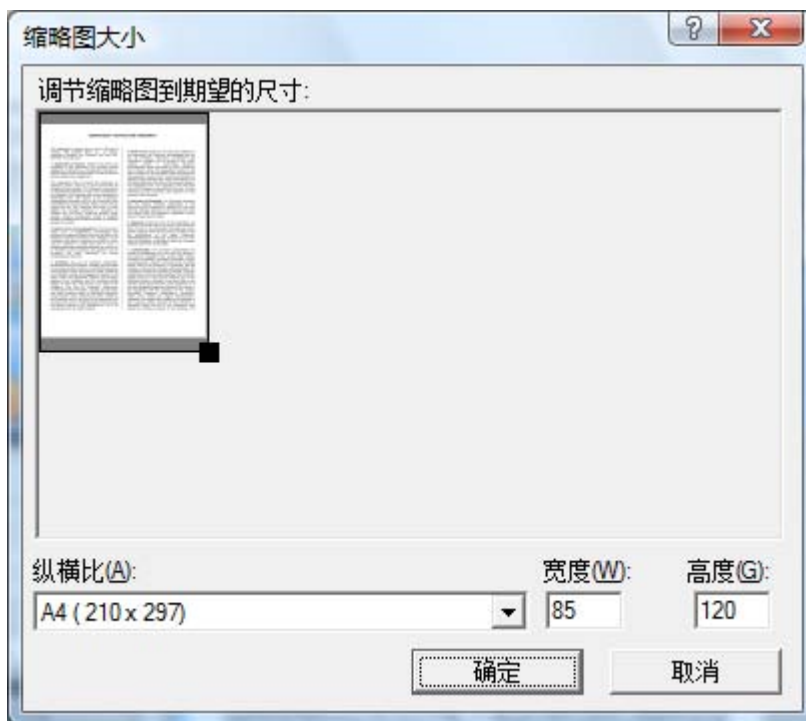 缩略图大小
调节缩略图到期望的尺寸:
纵横比(A): 宽度(W): 高度(G):
A4 ( 210 x 297) 85 120
确定 取消